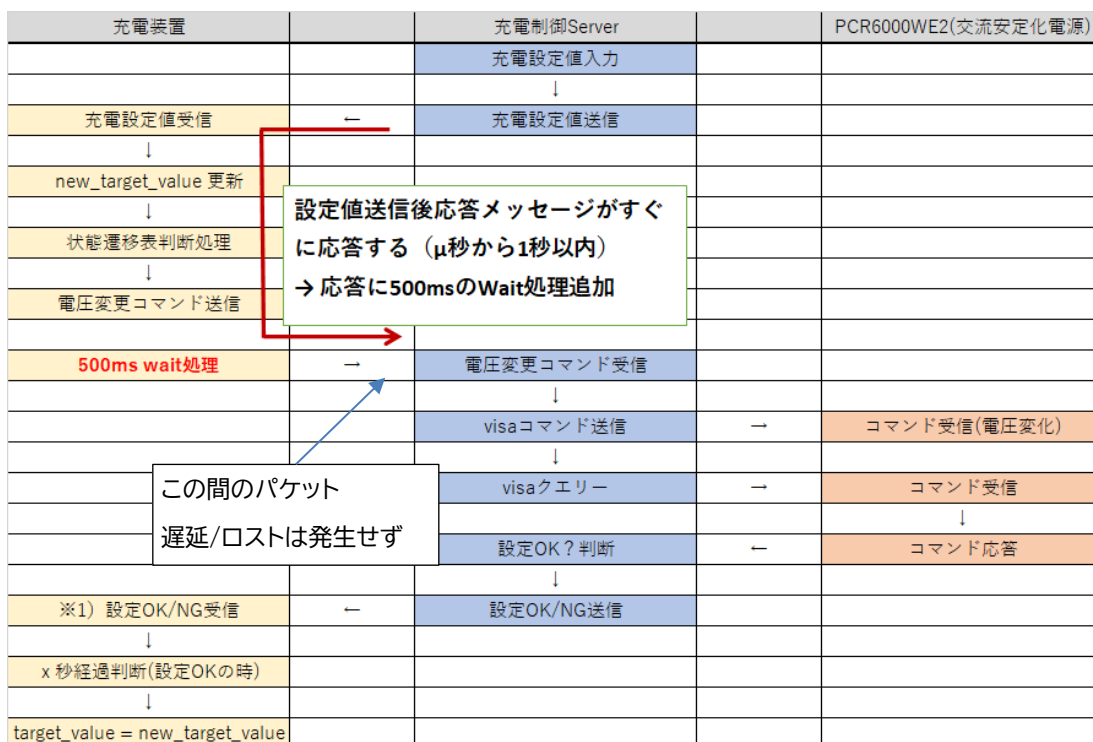 充電装置 充電制御Server PCR6000WE2(交流安定化電源)
充電設定値入力
↓
充電設定値受信 ← 充電設定値送信
↓
new_target_value 更新
↓
設定値送信後応答メッセージがすぐ
に応答する（μ秒から1秒以内）
→ 応答に500msのWait処理追加
状態遷移表判断処理
↓
電圧変更コマンド送信
500ms wait処理 → 電圧変更コマンド受信
↓
visaコマンド送信 → コマンド受信(電圧変化)
↓
この間のパケット
遅延/ロストは発生せず
visaクエリー → コマンド受信
↓
設定OK？判断 ← コマンド応答
↓
※1）設定OK/NG受信 ← 設定OK/NG送信
↓
x 秒経過判断(設定OKの時)
↓
target_value = new_target_value